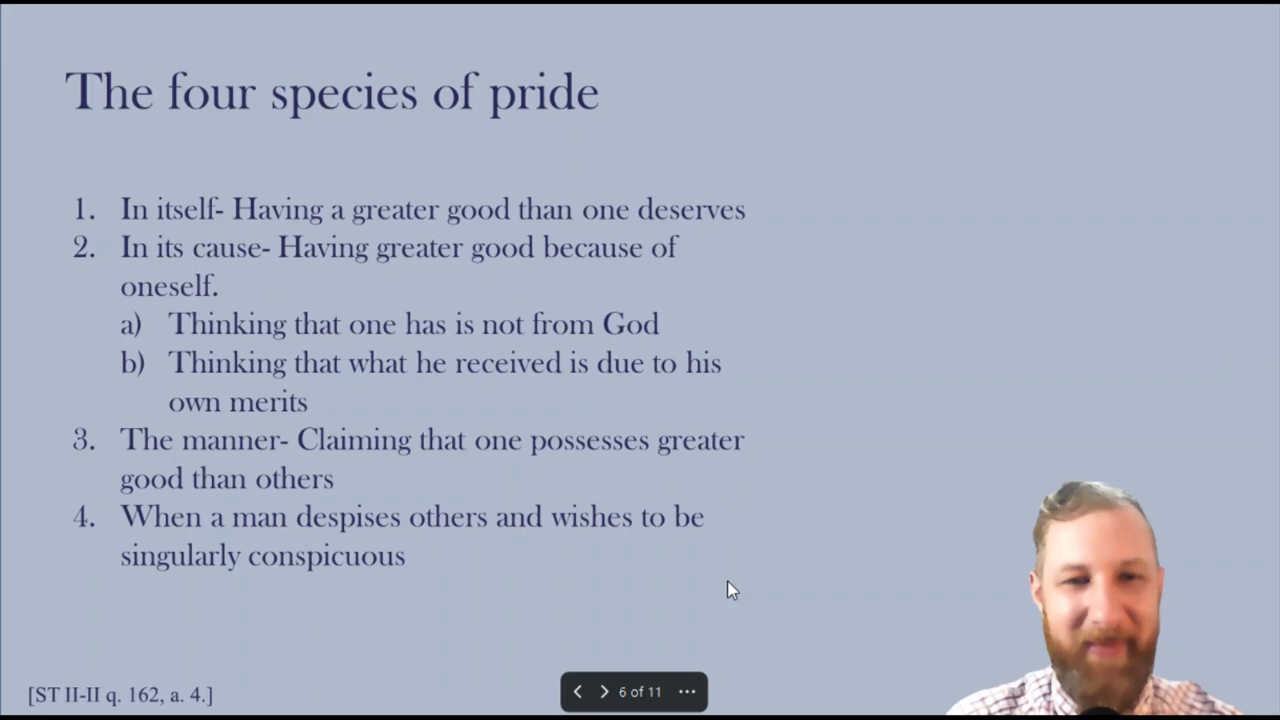 The four species of pride
1. In itself- Having a greater good than one deserves
2. In its cause- Having greater good because of
oneself.
a) Thinking that one has is not from God
b) Thinking that what he received is due to his
own merits
3. The manner- Claiming that one possesses greater
good than others
4. When a man despises others and wishes to be
singularly conspicuous
[ST II-II q. 162, a. 4.]
6 of 11